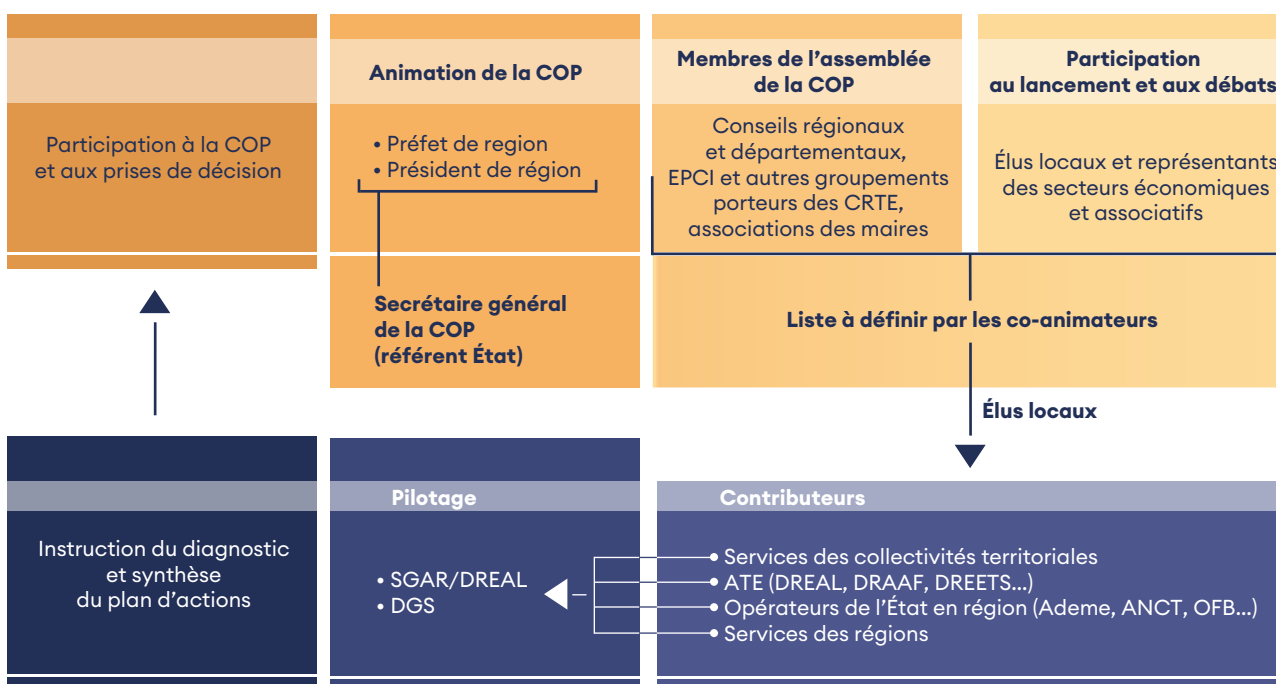 Participation à la COP
et aux prises de décision
Animation de la COP
• Préfet de region
• Président de région
Secrétaire général
de la COP
(référent État)
Membres de l’assemblée
de la COP
Conseils régionaux
et départementaux,
EPCI et autres groupements
porteurs des CRTE,
associations des maires
Participation
au lancement et aux débats
Élus locaux et représentants
des secteurs économiques
et associatifs
Liste à définir par les co-animateurs
Élus locaux
Instruction du diagnostic
et synthèse
du plan d’actions
Pilotage
• SGAR/DREAL
• DGS
Contributeurs
• Services des collectivités territoriales
• ATE (DREAL, DRAAF, DREETS...)
• Opérateurs de l’État en région (Ademe, ANCT, OFB...)
• Services des régions